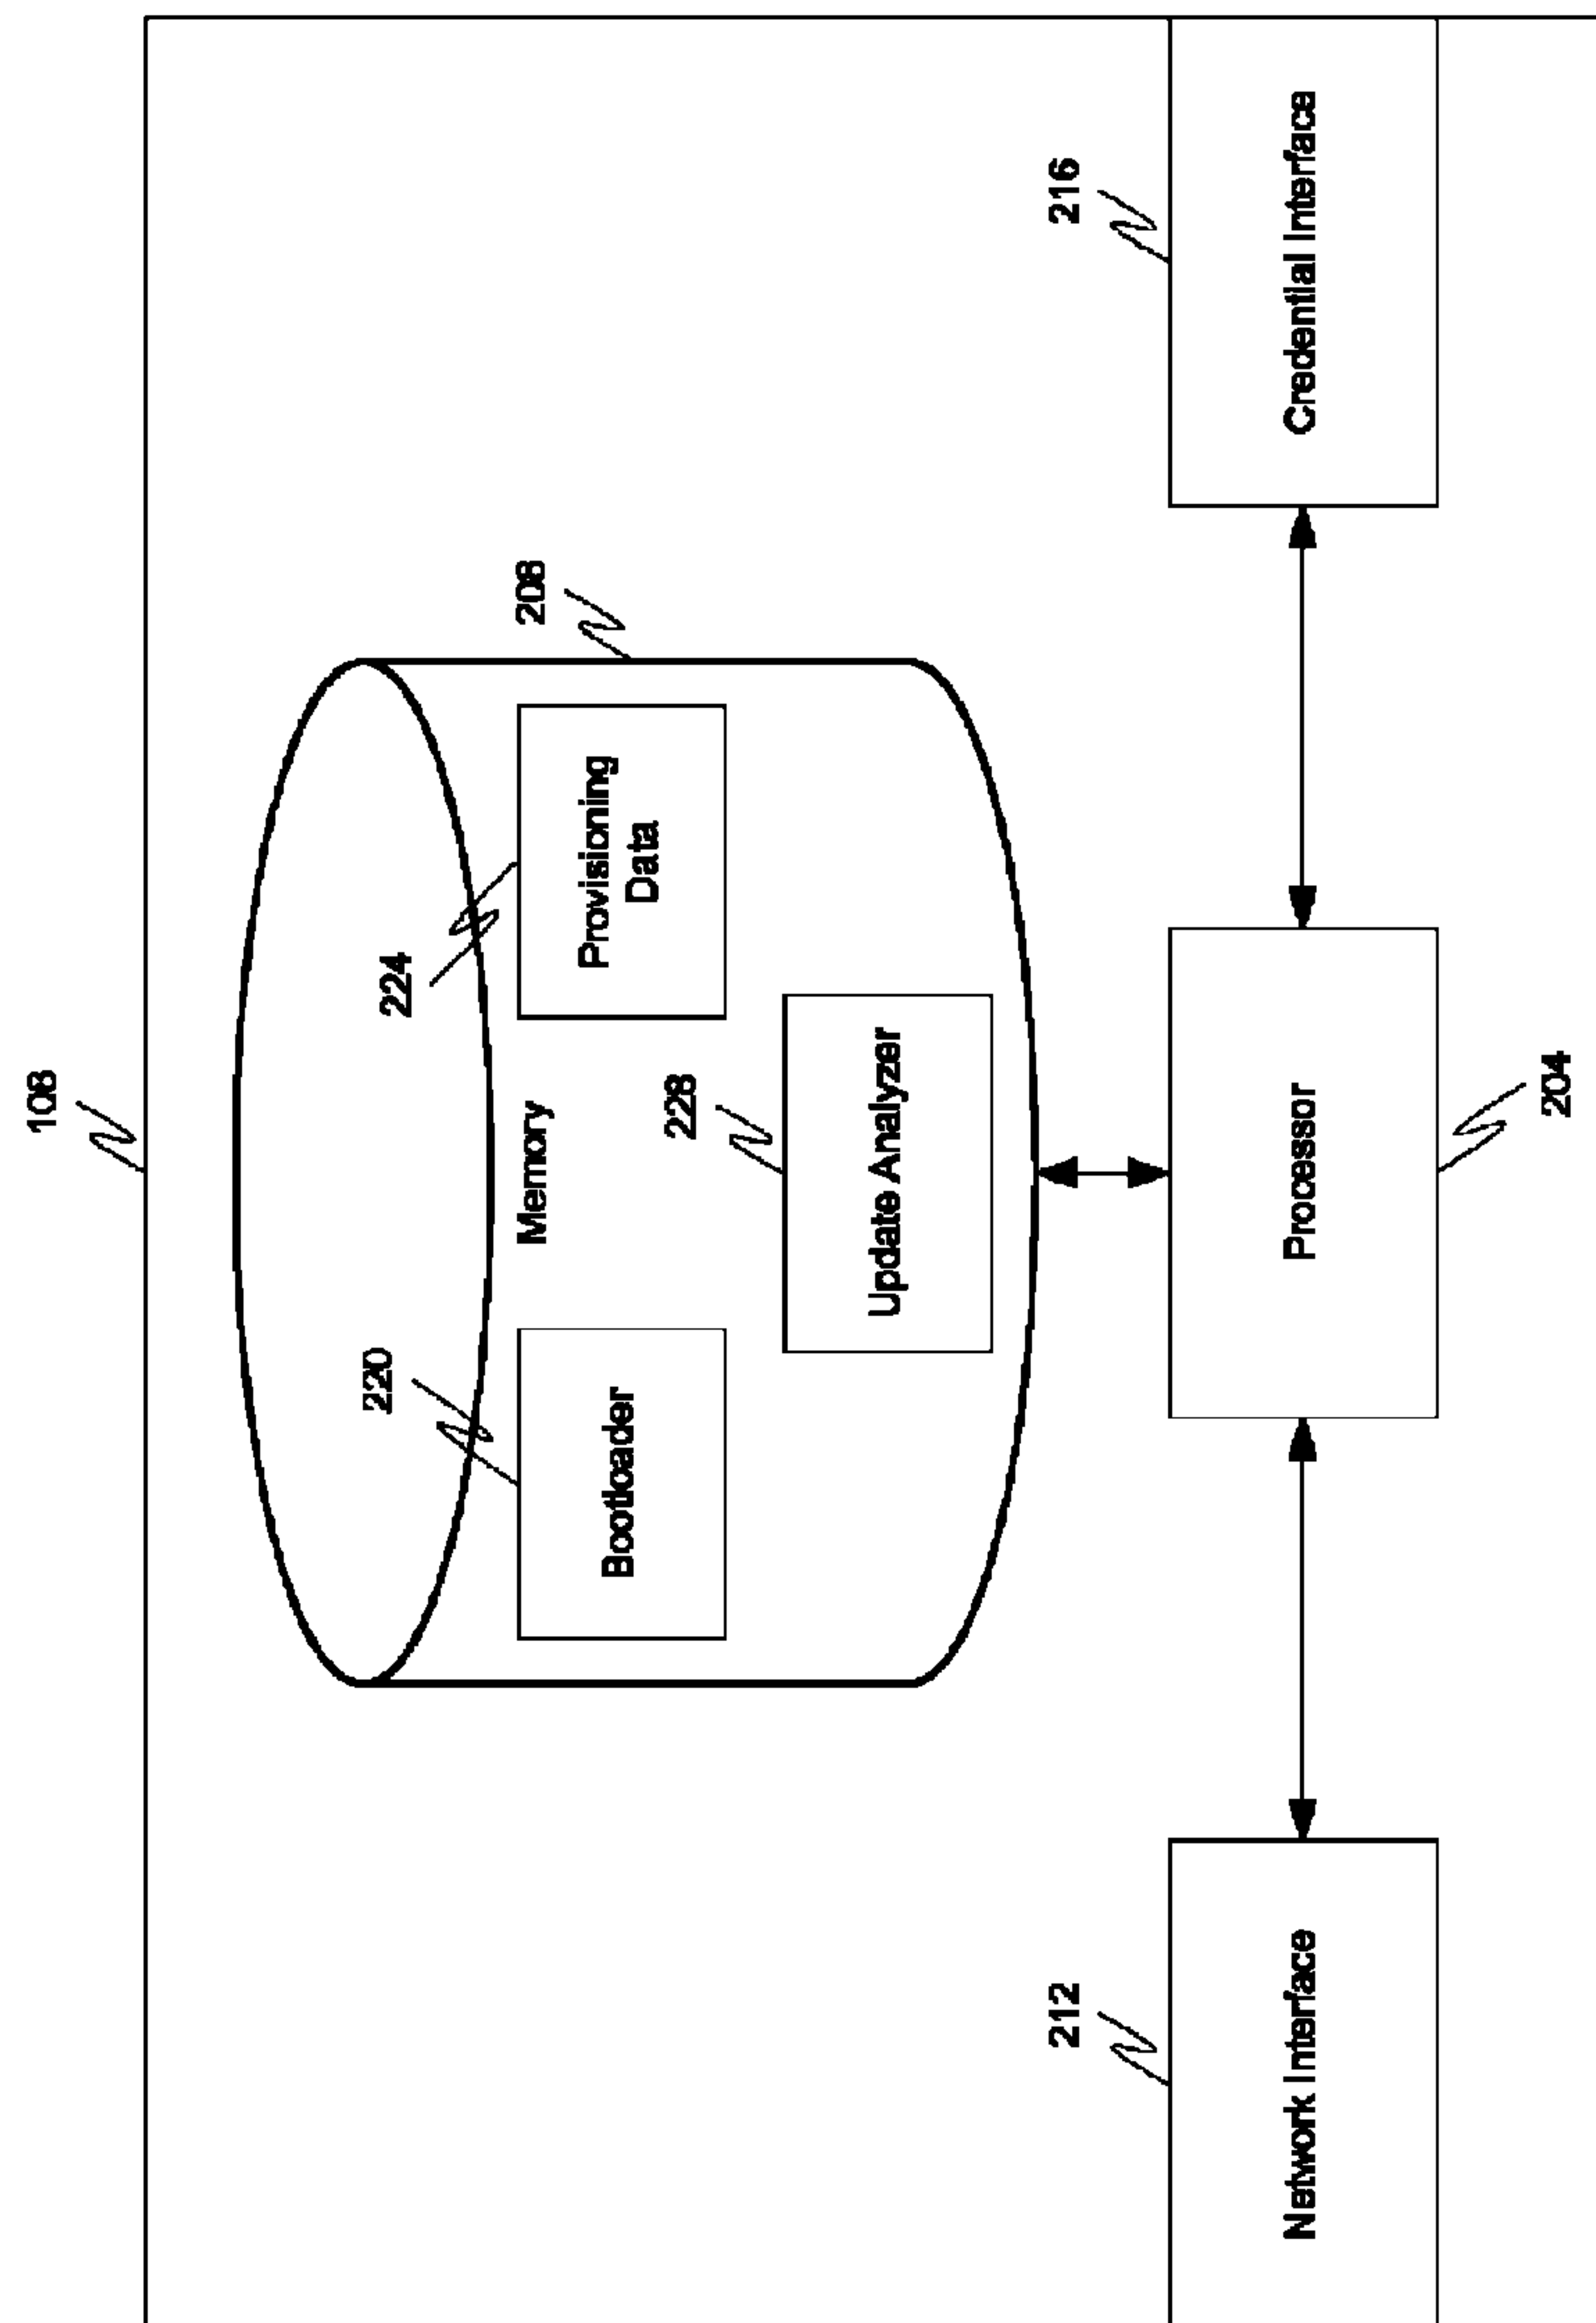 108
220
224
208
Memory
Bootloader
Provisioning
Data
228
Update Analyzer
212
216
Network Interface
Processor
Credential Interface
204